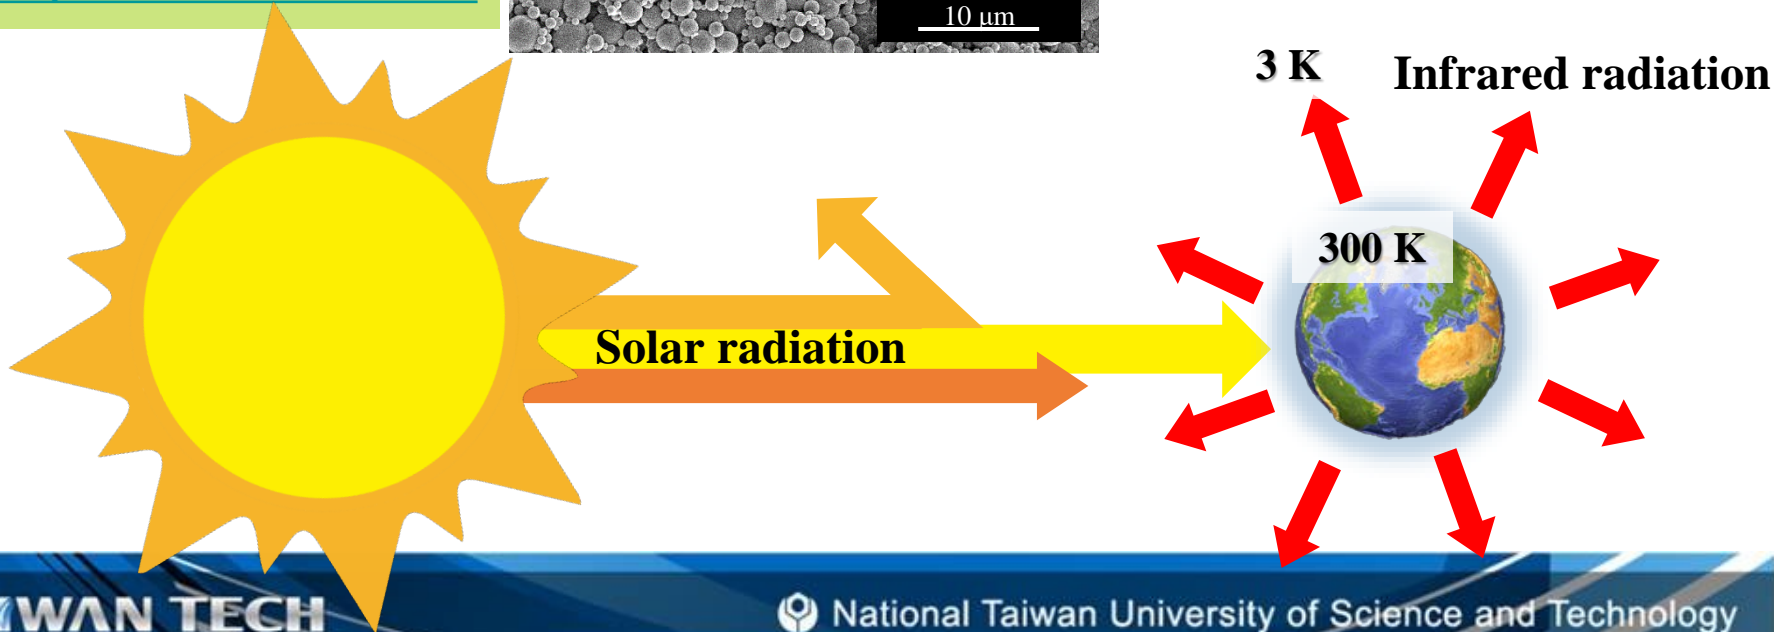 10 μm
3 K
Infrared radiation
300 K
Solar radiation
WAN TECH
National Taiwan University of Science and Technology